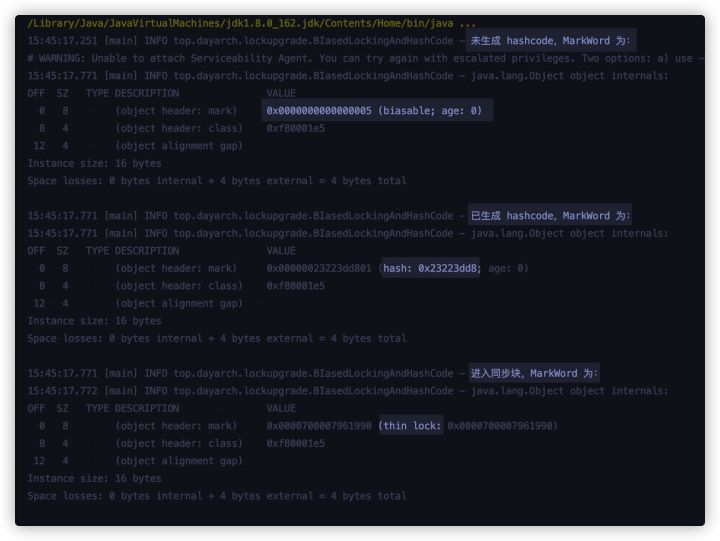 /Library/Java/JavaVirtualMachines/jdk1.8.0_162.jdk/Contents/Home/bin/java ...
15:45:17.251 [main] INFO top.dayarch.lockupgrade.BIasedLockingAndHashCode - 未生成 hashcode，MarkWord 为：
# WARNING: Unable to attach Serviceability Agent. You can try again with escalated privileges. Two options: a) use -
15:45:17.771 [main] INFO top.dayarch.lockupgrade.BIasedLockingAndHashCode - java.lang.Object object internals:
OFF SZ TYPE DESCRIPTION VALUE
0 8 (object header: mark) 0x0000000000000005 (biasable; age: 0)
8 4 (object header: class) 0xf80001e5
12 4 (object alignment gap)
Instance size: 16 bytes
Space losses: 0 bytes internal + 4 bytes external = 4 bytes total
15:45:17.771 [main] INFO top.dayarch.lockupgrade.BIasedLockingAndHashCode - 已生成 hashcode，MarkWord 为：
15:45:17.771 [main] INFO top.dayarch.lockupgrade.BIasedLockingAndHashCode - java.lang.Object object internals:
OFF SZ TYPE DESCRIPTION VALUE
0 8 (object header: mark) 0x00000023223dd801 (hash: 0x23223dd8; age: 0)
8 4 (object header: class) 0xf80001e5
12 4 (object alignment gap)
Instance size: 16 bytes
Space losses: 0 bytes internal + 4 bytes external = 4 bytes total
15:45:17.771 [main] INFO top.dayarch.lockupgrade.BIasedLockingAndHashCode - 进入同步块，MarkWord 为：
15:45:17.772 [main] INFO top.dayarch.lockupgrade.BIasedLockingAndHashCode - java.lang.Object object internals:
OFF SZ TYPE DESCRIPTION VALUE
0 8 (object header: mark) 0x0000700007961990 (thin lock: 0x0000700007961990)
8 4 (object header: class) 0xf80001e5
12 4 (object alignment gap)
Instance size: 16 bytes
Space losses: 0 bytes internal + 4 bytes external = 4 bytes total